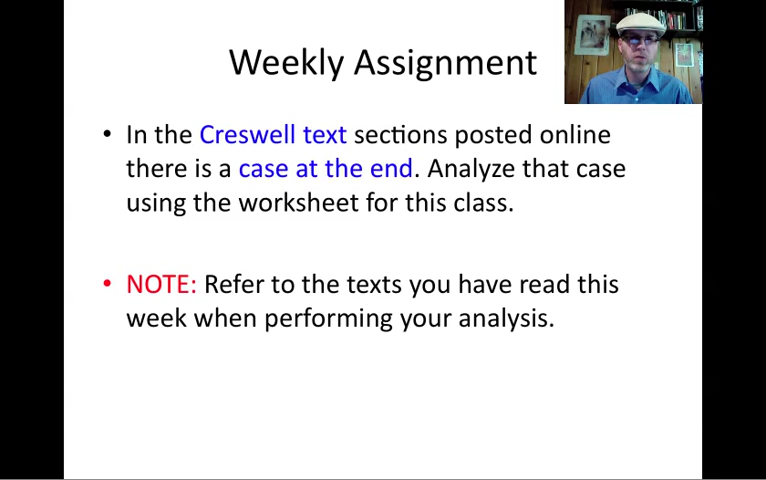 Weekly Assignment
• In the Creswell text sections posted online
there is a case at the end. Analyze that case
using the worksheet for this class.
• NOTE: Refer to the texts you have read this
week when performing your analysis.